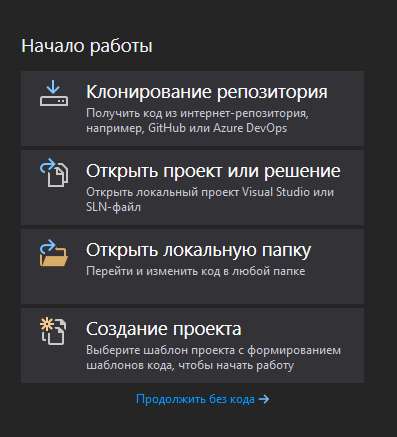 Начало работы
Клонирование репозитория
Получить код из интернет-репозитория,
например, GitHub или Azure DevOps
Открыть проект или решение
Открыть локальный проект Visual Studio или
SLN-файл
Открыть локальную папку
Перейти и изменить код в любой папке
Создание проекта
Выберите шаблон проекта с формированием
шаблонов кода, чтобы начать работу
Продолжить без кода →